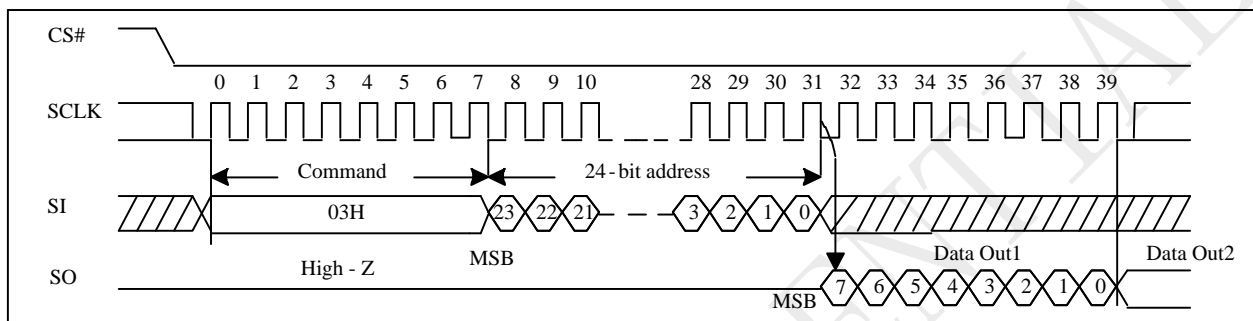 CS#
0 1 2 3 4 5 6 7 8 9 10 28 29 30 31 32 33 34 35 36 37 38 39
SCLK
Command 24-bit address
SI 03H 23 22 21 3 2 1 0
High - Z MSB Data Out1 Data Out2
SO MSB 7 6 5 4 3 2 1 0